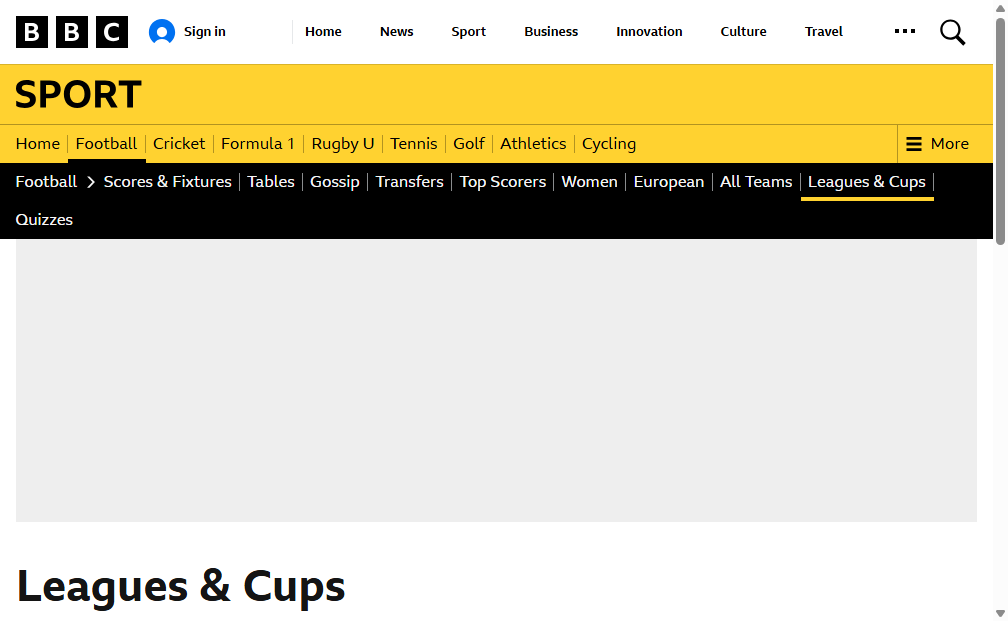 BBC Sign in Home News Sport Business Innovation Culture Travel
SPORT
Home Football Cricket Formula 1 Rugby U Tennis Golf Athletics Cycling More
Football Scores & Fixtures Tables Gossip Transfers Top Scorers Women European All Teams Leagues & Cups
Quizzes
Leagues & Cups